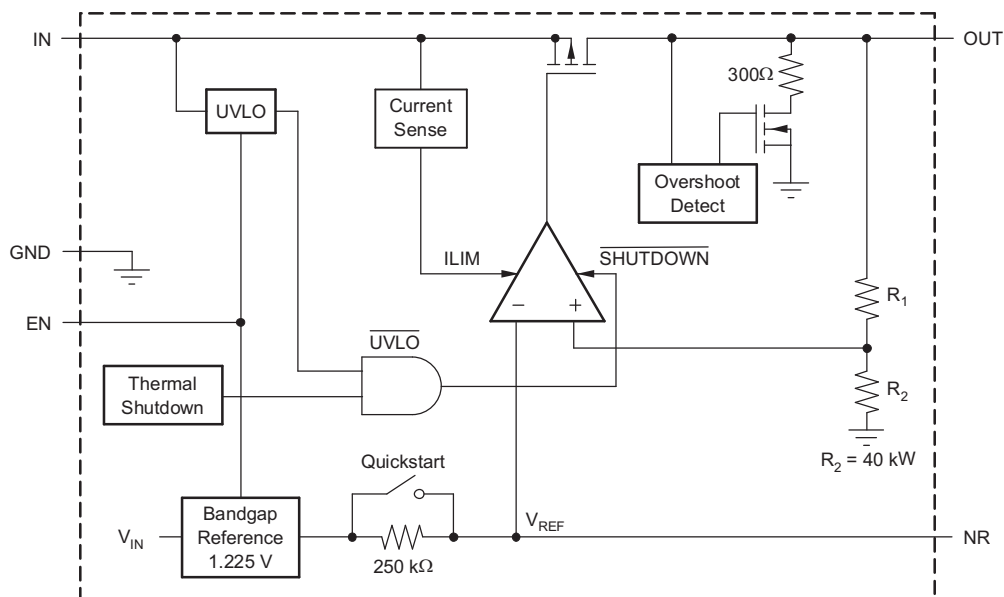 IN
OUT
300Ω
UVLO
Current
Sense
Overshoot
Detect
GND
ILIM
SHUTDOWN
− +
R1
EN
UVLO
Thermal
Shutdown
R2
R2 = 40 kW
Quickstart
VIN
Bandgap
Reference
1.225 V
VREF
NR
250 kΩ